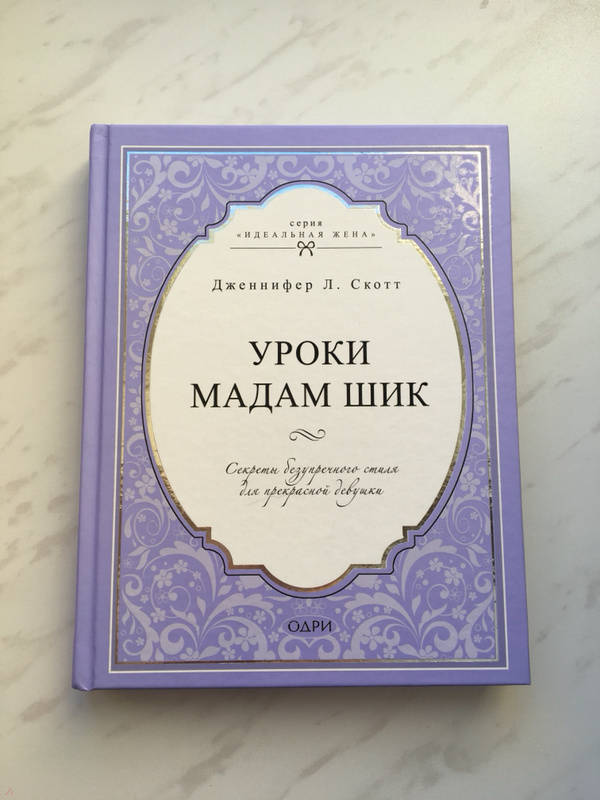 серия
«ИДЕАЛЬНАЯ ЖЕНА»
Дженнифер Л. Скотт
УРОКИ
МАДАМ ШИК
Секреты безупречного стиля
для прекрасной девушки
ОДРИ